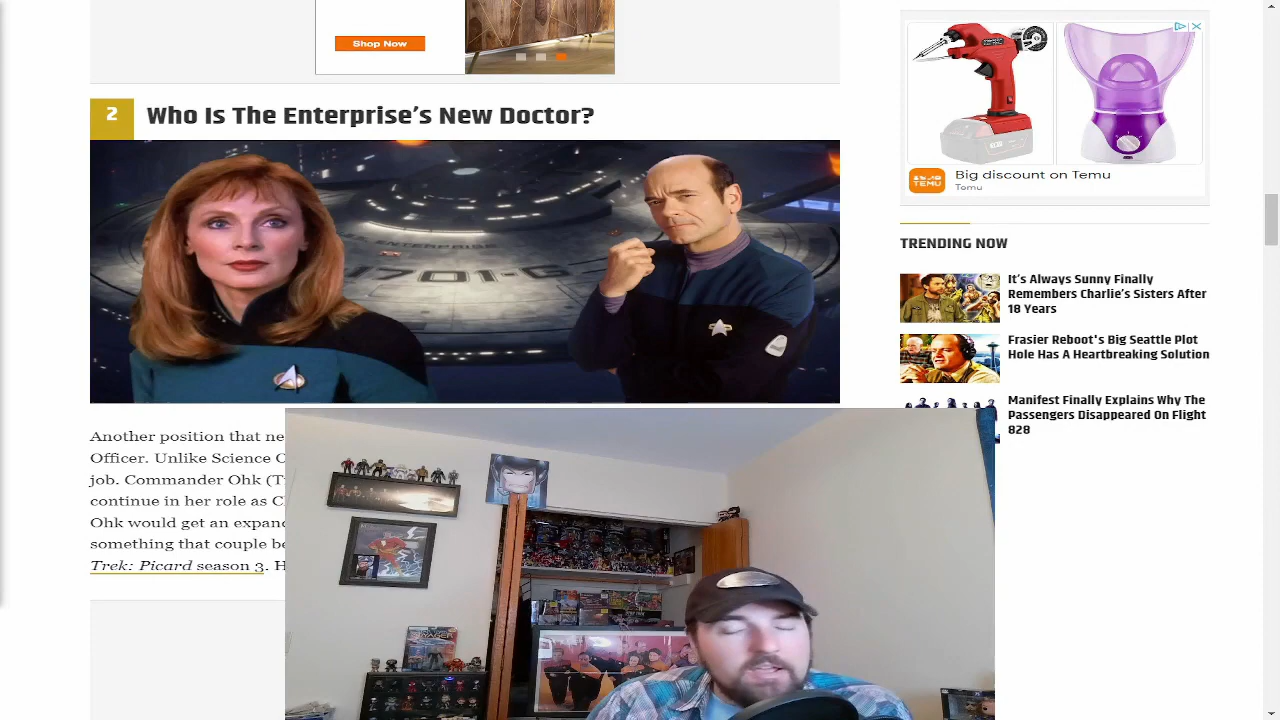 Shop Now
2
Who Is The Enterprise's New Doctor?
ENTERPRISE
1701-G
Another position that ne
Officer. Unlike Science O
job. Commander Ohk (T
continue in her role as C
Ohk would get an expan
something that couple be
Trek: Picard season 3. H
Big discount on Temu
TEMU
Temu
TRENDING NOW
It's Always Sunny Finally
Remembers Charlie's Sisters After
18 Years
Frasier Reboot's Big Seattle Plot
Hole Has A Heartbreaking Solution
Manifest Finally Explains Why The
Passengers Disappeared On Flight
828